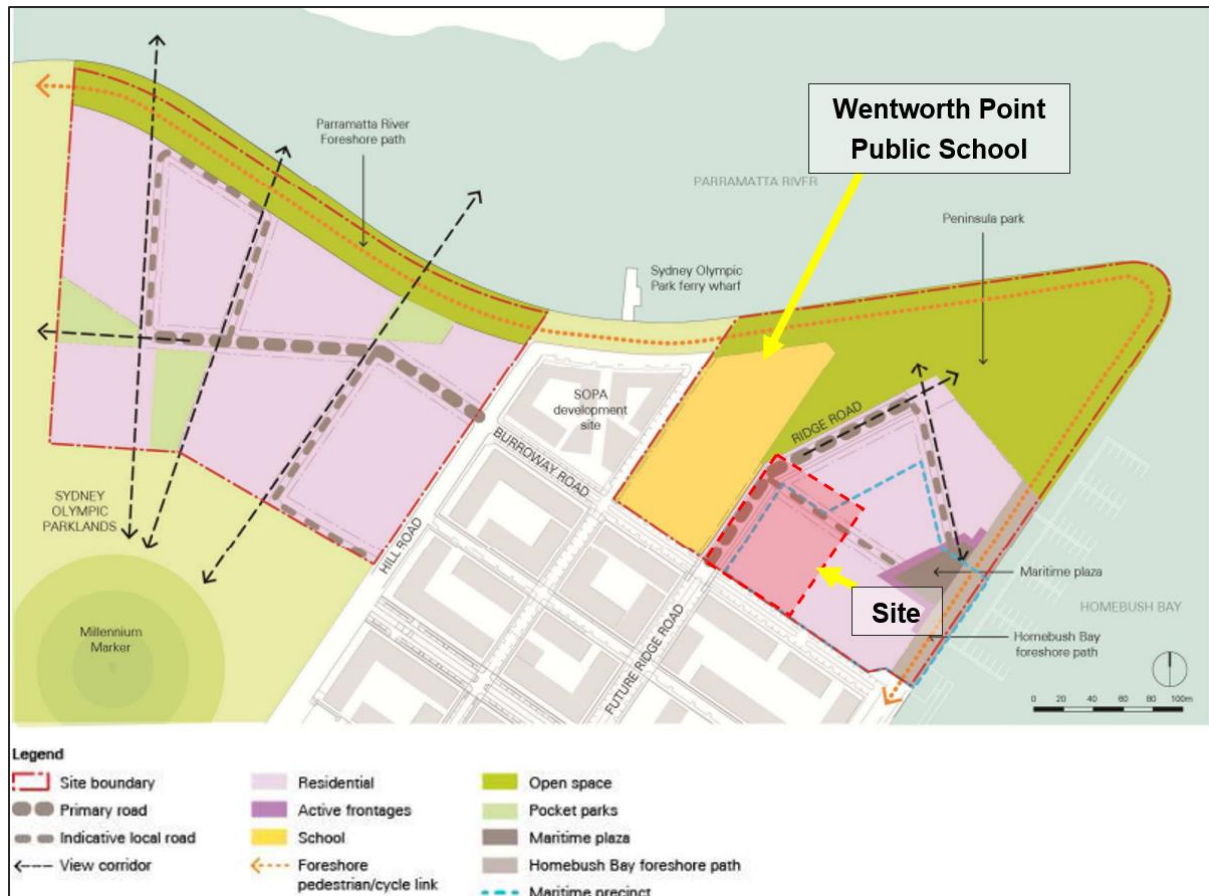 Wentworth Point
Public School
Parramatta River
Foreshore path
PARRAMATTA RIVER
Peninsula park
Sydney Olympic
Park ferry wharf
SOPA
development
site
RIDGE ROAD
BURROWAY ROAD
SYDNEY
OLYMPIC
PARKLANDS
HILL ROAD
Maritime plaza
Site
HOMEBUSH BAY
Homebush Bay
foreshore path
Millennium
Marker
FUTURE RIDGE ROAD
0 20 40 60 80 100m
Legend
Site boundary
Primary road
Indicative local road
View corridor
Residential
Active frontages
School
Foreshore
pedestrian/cycle link
Open space
Pocket parks
Maritime plaza
Homebush Bay foreshore path
Maritime precinct